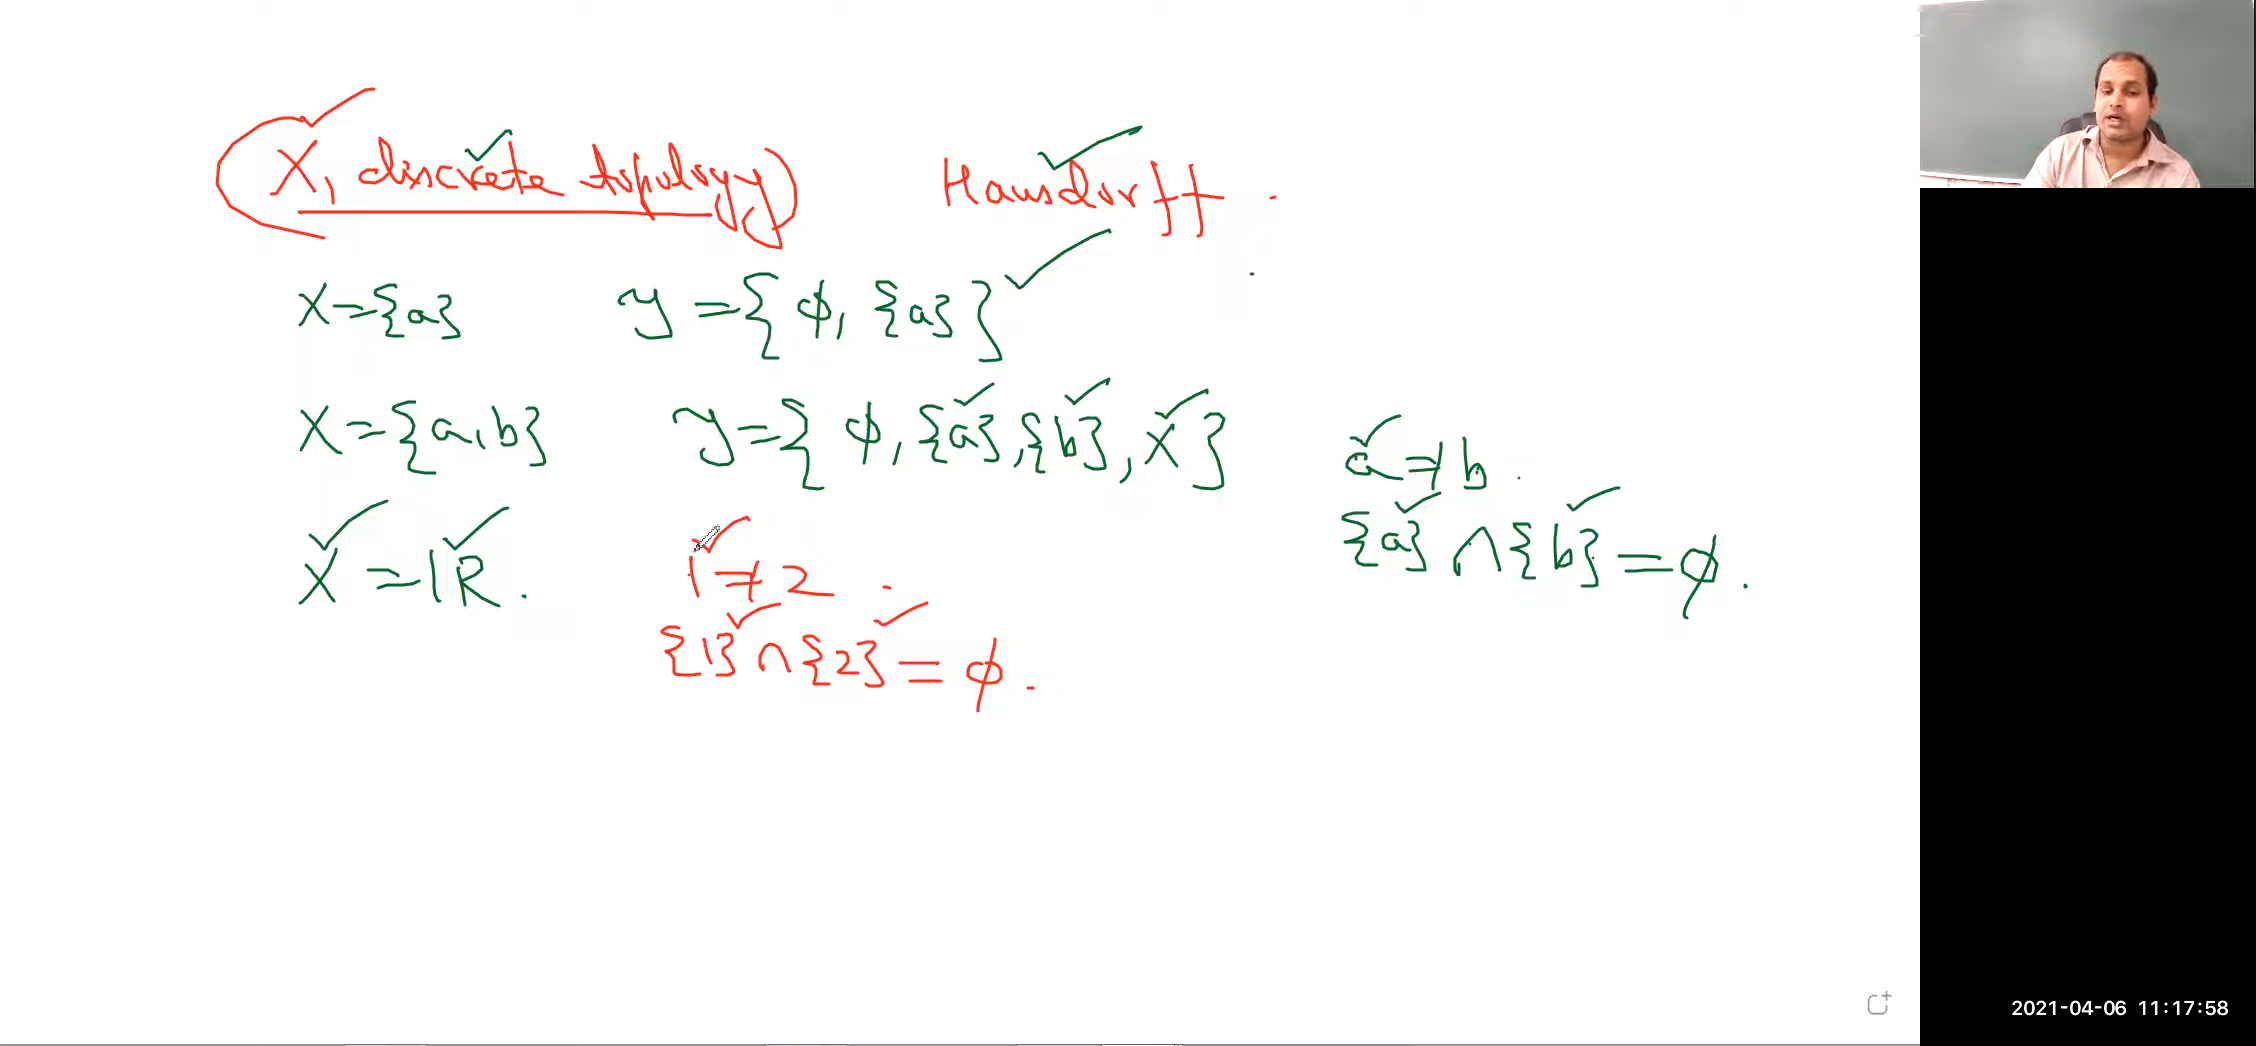 (X, discrete topology) Hausdorff.
X={a} y={ϕ, {a}}
X={a,b} y={ϕ, {a}, {b}, X}
a≠b.
{a}∩{b}=ϕ.
X=ℝ. 1≠2.
{1}∩{2}=ϕ.
2021-04-06 11:17:58